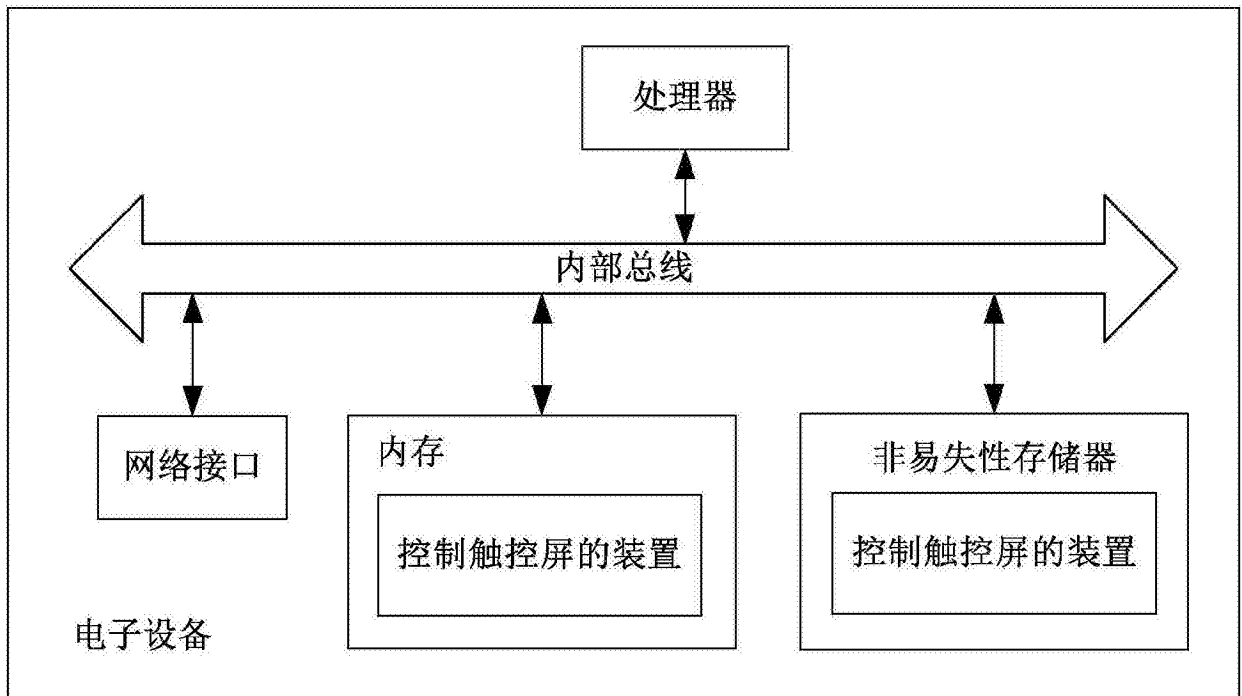 处理器
内部总线
网络接口
内存
控制触控屏的装置
非易失性存储器
控制触控屏的装置
电子设备